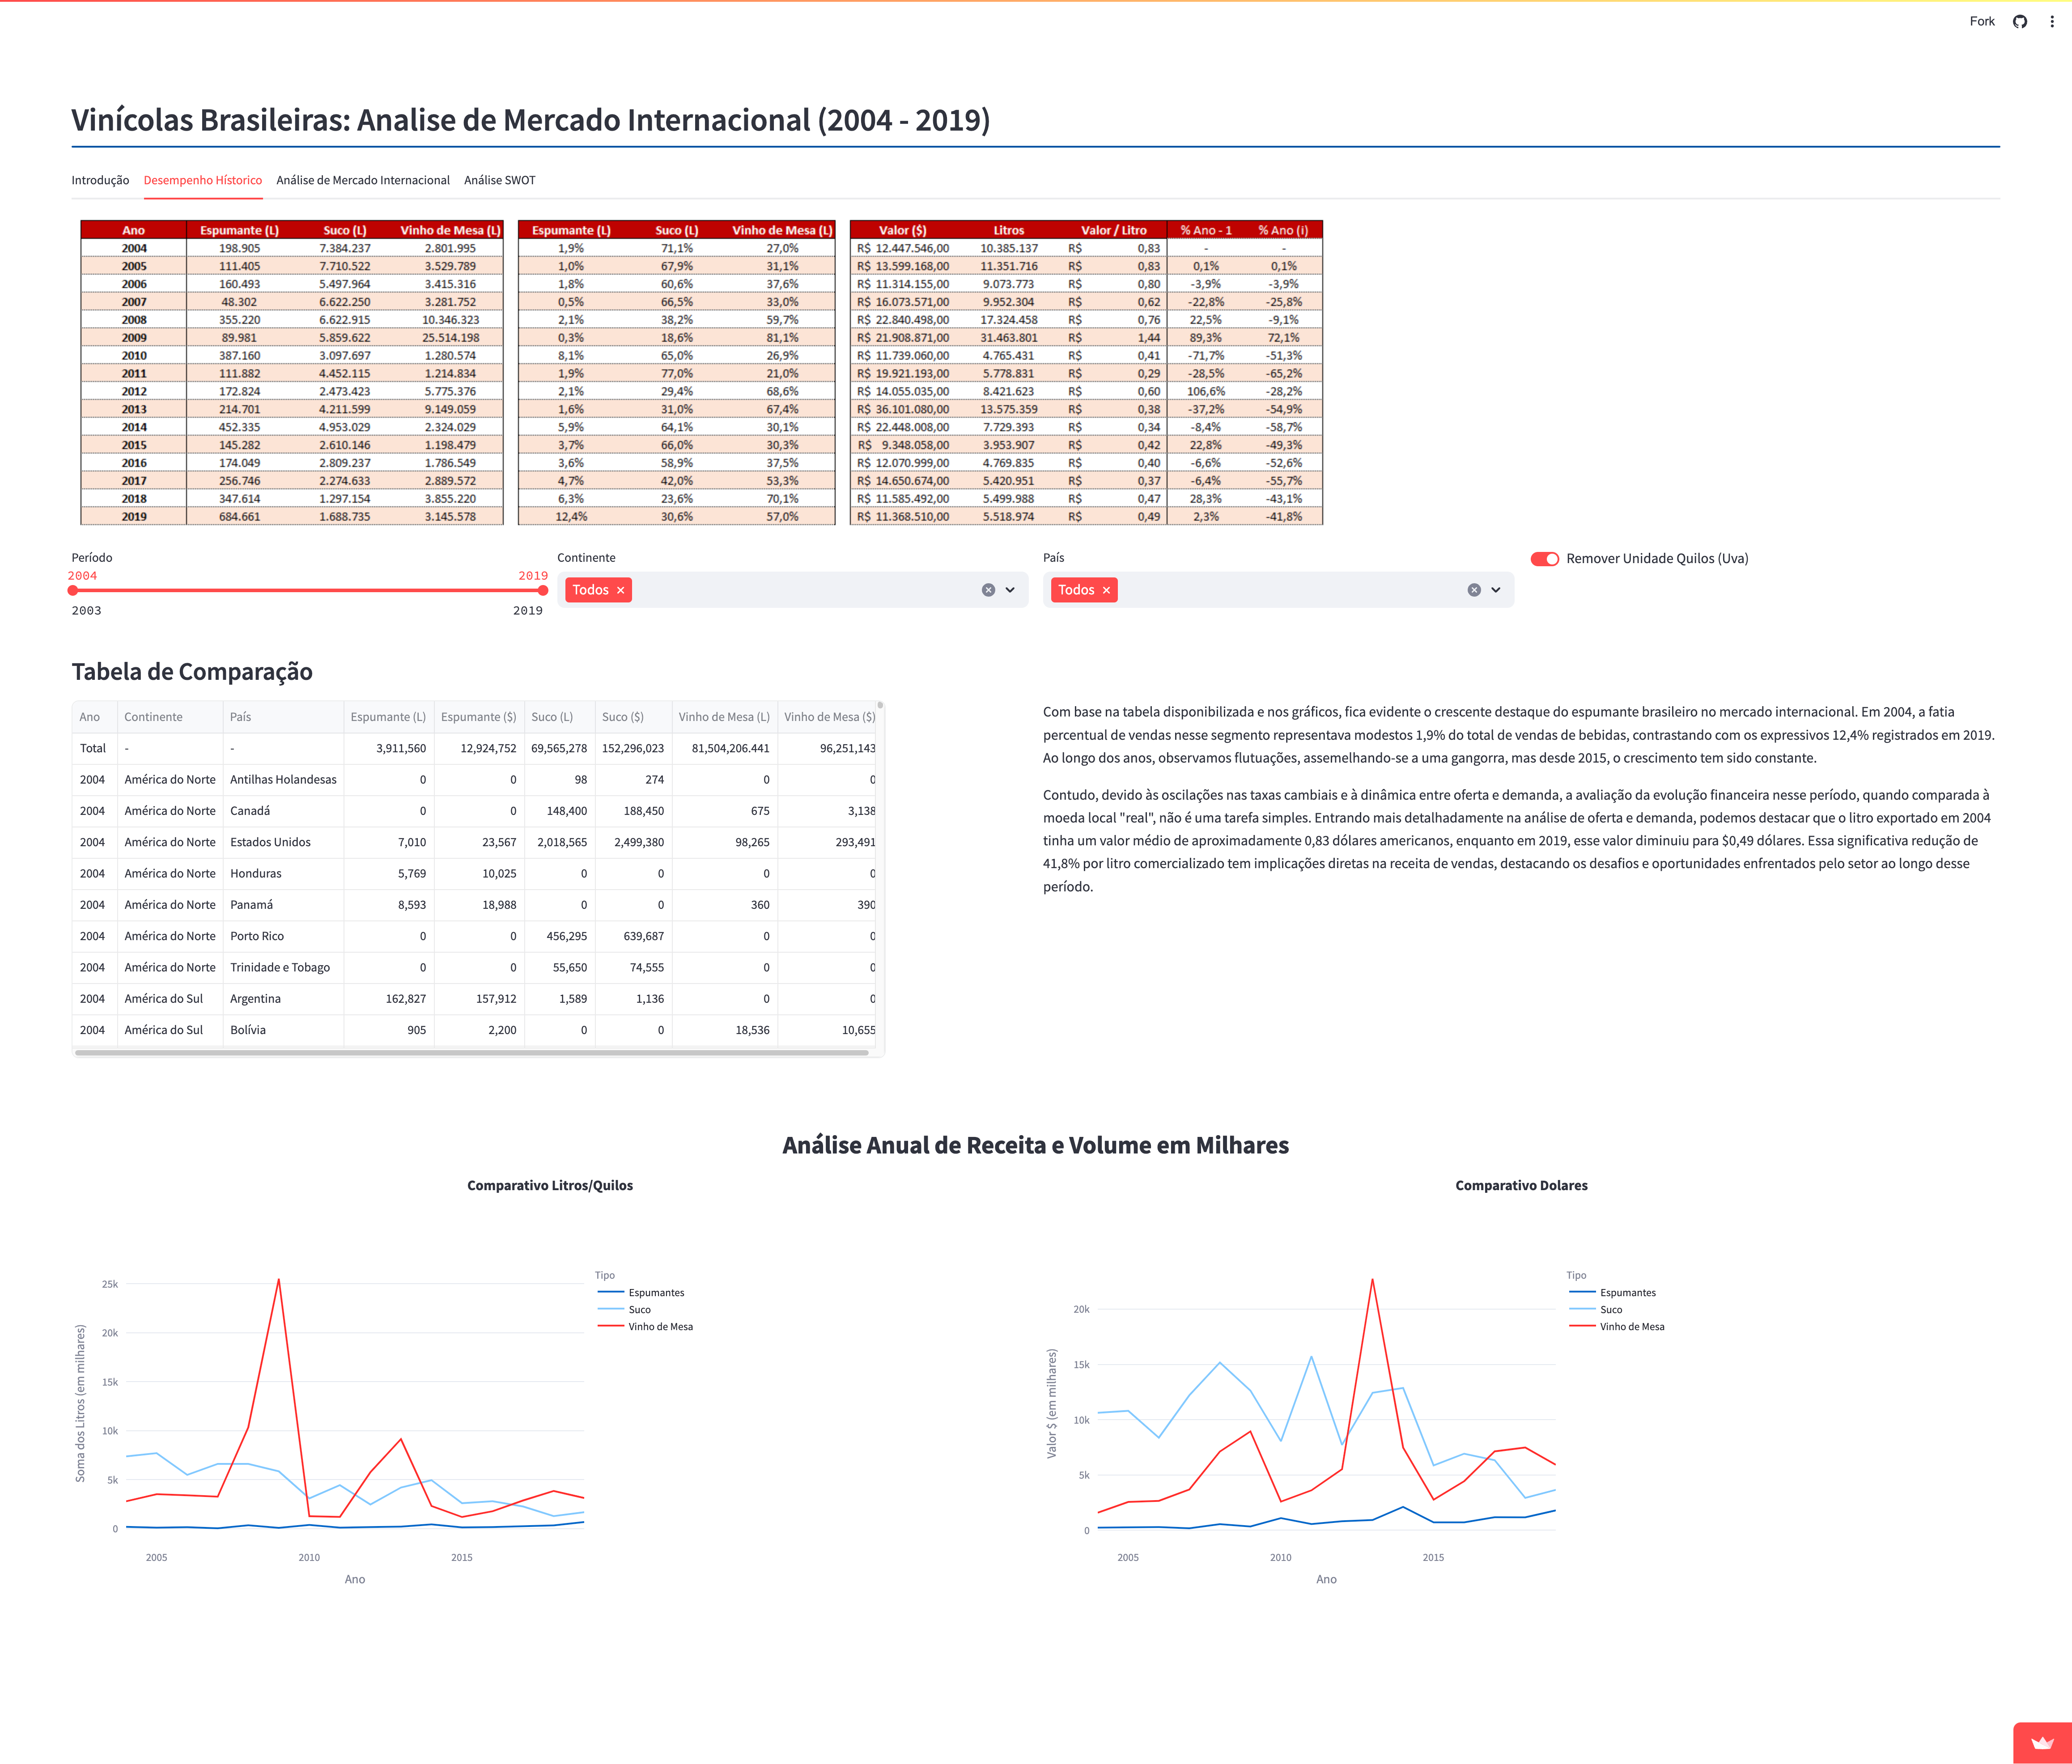 Fork
Vinícolas Brasileiras: Analise de Mercado Internacional (2004 - 2019)
Introdução Desempenho Hístorico Análise de Mercado Internacional Análise SWOT
Ano Espumante (L) Suco (L) Vinho de Mesa (L) Espumante (L) Suco (L) Vinho de Mesa (L) Valor ($) Litros Valor / Litro % Ano - 1 % Ano (i)
2004 198.905 7.384.237 2.801.995 1,9% 71,1% 27,0% R$ 12.447.546,00 10.385.137 R$ 0,83 - -
2005 111.405 7.710.522 3.529.789 1,0% 67,9% 31,1% R$ 13.599.168,00 11.351.716 R$ 0,83 0,1% 0,1%
2006 160.493 5.497.964 3.415.316 1,8% 60,6% 37,6% R$ 11.314.155,00 9.073.773 R$ 0,80 -3,9% -3,9%
2007 48.302 6.622.250 3.281.752 0,5% 66,5% 33,0% R$ 16.073.571,00 9.952.304 R$ 0,62 -22,8% -25,8%
2008 355.220 6.622.915 10.346.323 2,1% 38,2% 59,7% R$ 22.840.498,00 17.324.458 R$ 0,76 22,5% -9,1%
2009 89.981 5.859.622 25.514.198 0,3% 18,6% 81,1% R$ 21.908.871,00 31.463.801 R$ 1,44 89,3% 72,1%
2010 387.160 3.097.697 1.280.574 8,1% 65,0% 26,9% R$ 11.739.060,00 4.765.431 R$ 0,41 -71,7% -51,3%
2011 111.882 4.452.115 1.214.834 1,9% 77,0% 21,0% R$ 19.921.193,00 5.778.831 R$ 0,29 -28,5% -65,2%
2012 172.824 2.473.423 5.775.376 2,1% 29,4% 68,6% R$ 14.055.035,00 8.421.623 R$ 0,60 106,6% -28,2%
2013 214.701 4.211.599 9.149.059 1,6% 31,0% 67,4% R$ 36.101.080,00 13.575.359 R$ 0,38 -37,2% -54,9%
2014 452.335 4.953.029 2.324.029 5,9% 64,1% 30,1% R$ 22.448.008,00 7.729.393 R$ 0,34 -8,4% -58,7%
2015 145.282 2.610.146 1.198.479 3,7% 66,0% 30,3% R$ 9.348.058,00 3.953.907 R$ 0,42 22,8% -49,3%
2016 174.049 2.809.237 1.786.549 3,6% 58,9% 37,5% R$ 12.070.999,00 4.769.835 R$ 0,40 -6,6% -52,6%
2017 256.746 2.274.633 2.889.572 4,7% 42,0% 53,3% R$ 14.650.674,00 5.420.951 R$ 0,37 -6,4% -55,7%
2018 347.614 1.297.154 3.855.220 6,3% 23,6% 70,1% R$ 11.585.492,00 5.499.988 R$ 0,47 28,3% -43,1%
2019 684.661 1.688.735 3.145.578 12,4% 30,6% 57,0% R$ 11.368.510,00 5.518.974 R$ 0,49 2,3% -41,8%
Período Continente País Remover Unidade Quilos (Uva)
2004 2019
Todos Todos
2003 2019
Tabela de Comparação
Ano Continente País Espumante (L) Espumante ($) Suco (L) Suco ($) Vinho de Mesa (L) Vinho de Mesa ($)
Total - - 3,911,560 12,924,752 69,565,278 152,296,023 81,504,206.441 96,251,143
2004 América do Norte Antilhas Holandesas 0 0 98 274 0 0
2004 América do Norte Canadá 0 0 148,400 188,450 675 3,138
2004 América do Norte Estados Unidos 7,010 23,567 2,018,565 2,499,380 98,265 293,491
2004 América do Norte Honduras 5,769 10,025 0 0 0 0
2004 América do Norte Panamá 8,593 18,988 0 0 360 390
2004 América do Norte Porto Rico 0 0 456,295 639,687 0 0
2004 América do Norte Trinidade e Tobago 0 0 55,650 74,555 0 0
2004 América do Sul Argentina 162,827 157,912 1,589 1,136 0 0
2004 América do Sul Bolívia 905 2,200 0 0 18,536 10,655
Com base na tabela disponibilizada e nos gráficos, fica evidente o crescente destaque do espumante brasileiro no mercado internacional. Em 2004, a fatia
percentual de vendas nesse segmento representava modestos 1,9% do total de vendas de bebidas, contrastando com os expressivos 12,4% registrados em 2019.
Ao longo dos anos, observamos flutuações, assemelhando-se a uma gangorra, mas desde 2015, o crescimento tem sido constante.
Contudo, devido às oscilações nas taxas cambiais e à dinâmica entre oferta e demanda, a avaliação da evolução financeira nesse período, quando comparada à
moeda local "real", não é uma tarefa simples. Entrando mais detalhadamente na análise de oferta e demanda, podemos destacar que o litro exportado em 2004
tinha um valor médio de aproximadamente 0,83 dólares americanos, enquanto em 2019, esse valor diminuiu para $0,49 dólares. Essa significativa redução de
41,8% por litro comercializado tem implicações diretas na receita de vendas, destacando os desafios e oportunidades enfrentados pelo setor ao longo desse
período.
Análise Anual de Receita e Volume em Milhares
Comparativo Litros/Quilos
Soma dos Litros (em milhares)
25k
20k
15k
10k
5k
0
2005 2010 2015
Ano
Tipo
Espumantes
Suco
Vinho de Mesa
Comparativo Dolares
Valor $ (em milhares)
20k
15k
10k
5k
0
2005 2010 2015
Ano
Tipo
Espumantes
Suco
Vinho de Mesa